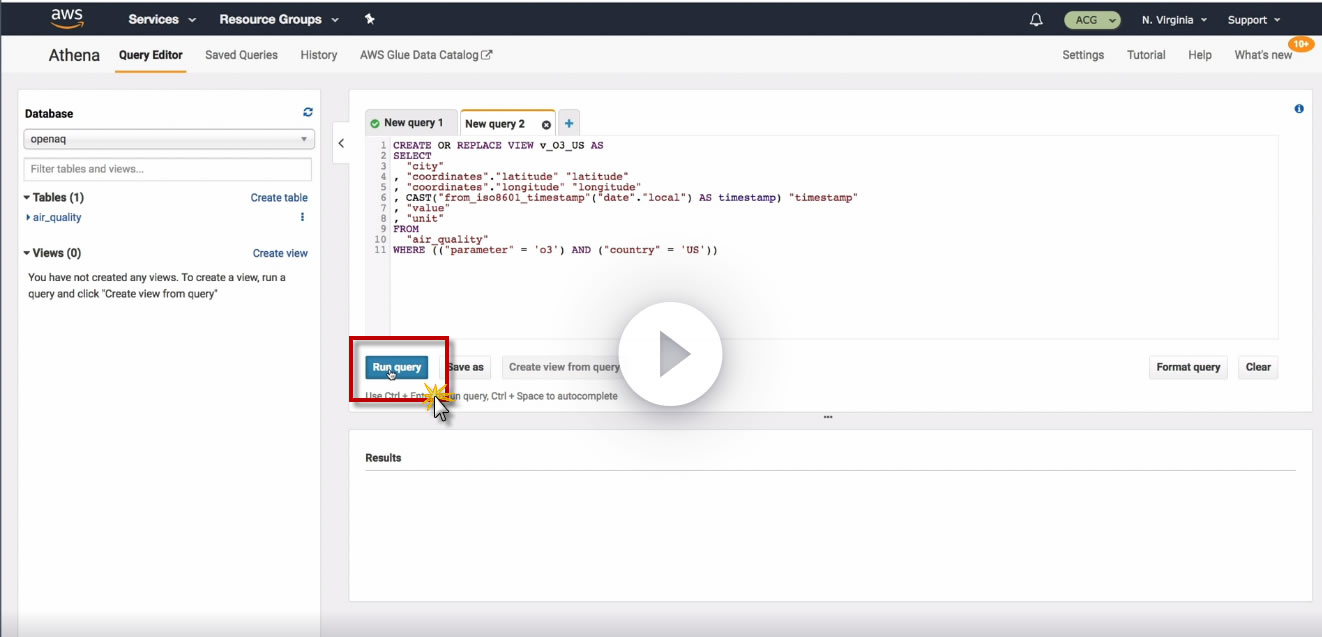 aws Services Resource Groups ACG N. Virginia Support
Athena Query Editor Saved Queries History AWS Glue Data Catalog Settings Tutorial Help What's new 10+
Database
openaq
Filter tables and views...
Tables (1) Create table
air_quality
Views (0) Create view
You have not created any views. To create a view, run a
query and click "Create view from query"
New query 1 New query 2 +
1 CREATE OR REPLACE VIEW v_O3_US AS
2 SELECT
3 "city"
4 , "coordinates"."latitude" "latitude"
5 , "coordinates"."longitude" "longitude"
6 , CAST("from_iso8601_timestamp"("date"."local") AS timestamp) "timestamp"
7 , "value"
8 , "unit"
9 FROM
10 "air_quality"
11 WHERE (("parameter" = 'o3') AND ("country" = 'US'))
Run query Save as Create view from query Format query Clear
Use Ctrl + Enter un query, Ctrl + Space to autocomplete
Results